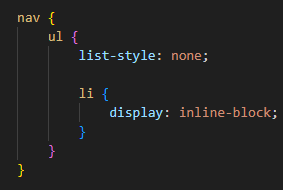 nav {
    ul {
        list-style: none;

        li {
            display: inline-block;
        }
    }
}